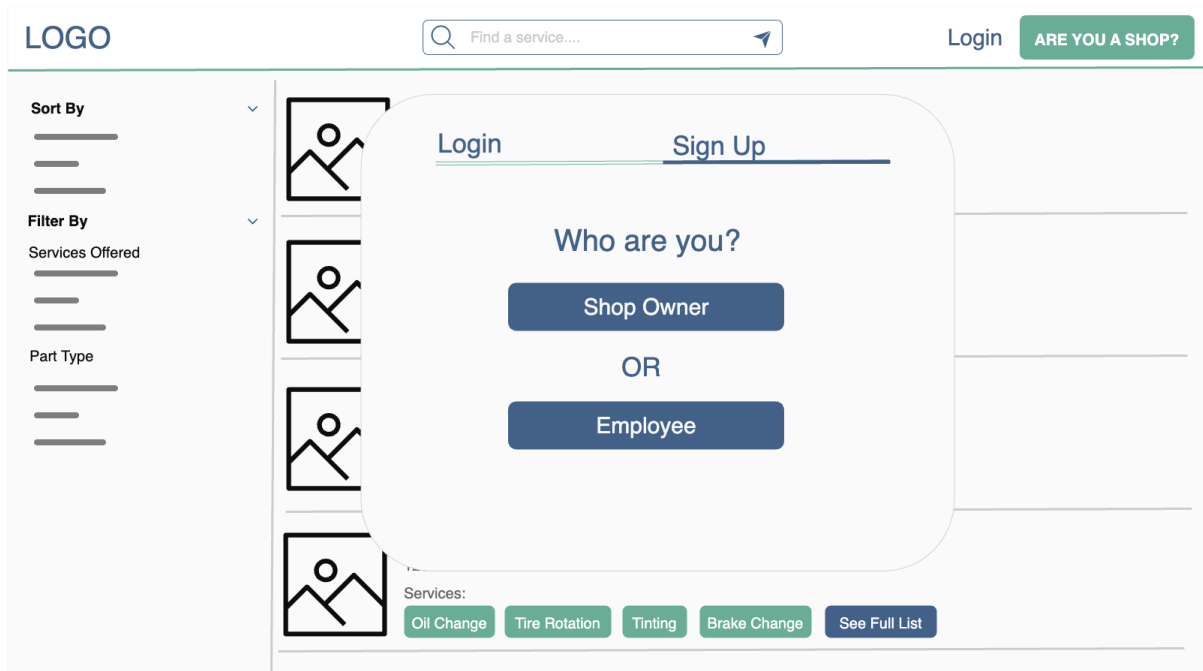 LOGO
Find a service....
Login
ARE YOU A SHOP?
Sort By
Filter By
Services Offered
Part Type
Login
Sign Up
Who are you?
Shop Owner
OR
Employee
Services:
Oil Change
Tire Rotation
Tinting
Brake Change
See Full List